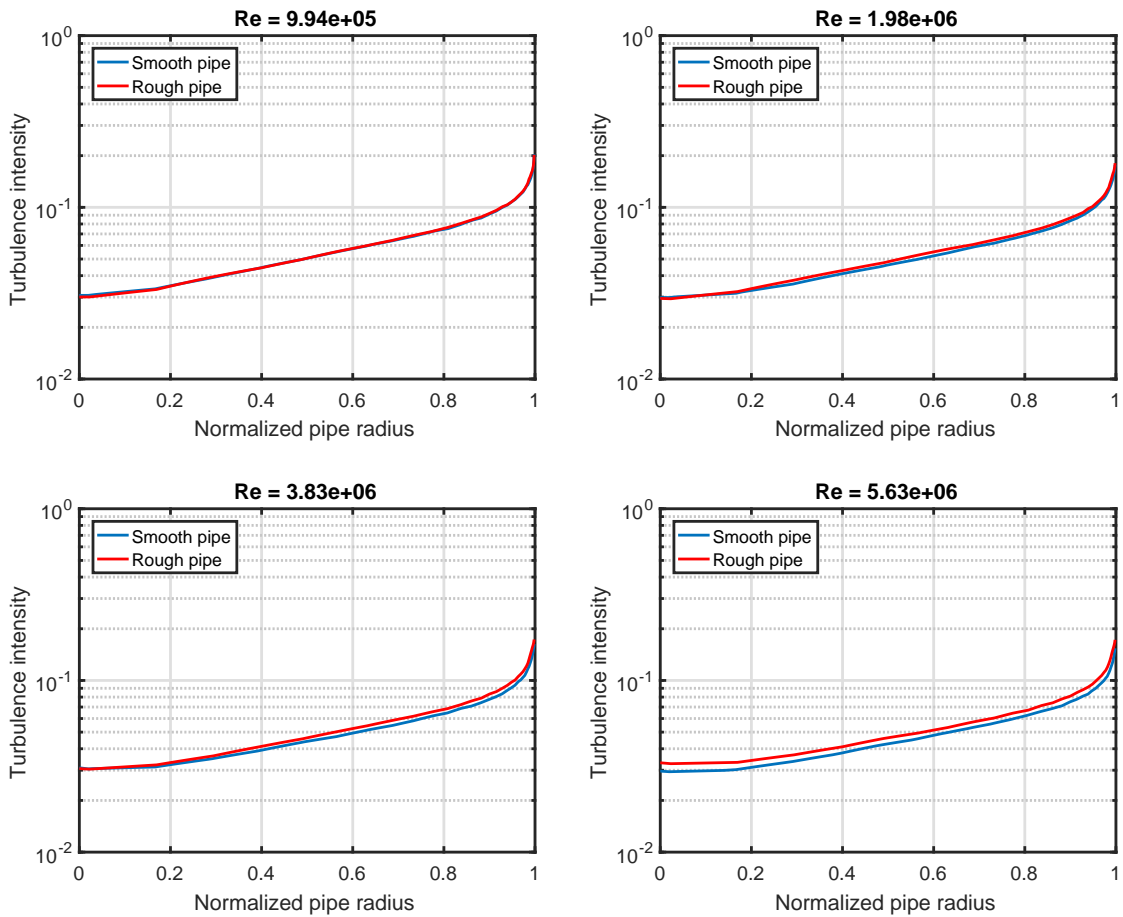 Re = 9.94e+05
10^0
10^-1
10^-2
Turbulence intensity
Smooth pipe
Rough pipe
0 0.2 0.4 0.6 0.8 1
Normalized pipe radius
Re = 1.98e+06
10^0
10^-1
10^-2
Turbulence intensity
Smooth pipe
Rough pipe
0 0.2 0.4 0.6 0.8 1
Normalized pipe radius
Re = 3.83e+06
10^0
10^-1
10^-2
Turbulence intensity
Smooth pipe
Rough pipe
0 0.2 0.4 0.6 0.8 1
Normalized pipe radius
Re = 5.63e+06
10^0
10^-1
10^-2
Turbulence intensity
Smooth pipe
Rough pipe
0 0.2 0.4 0.6 0.8 1
Normalized pipe radius